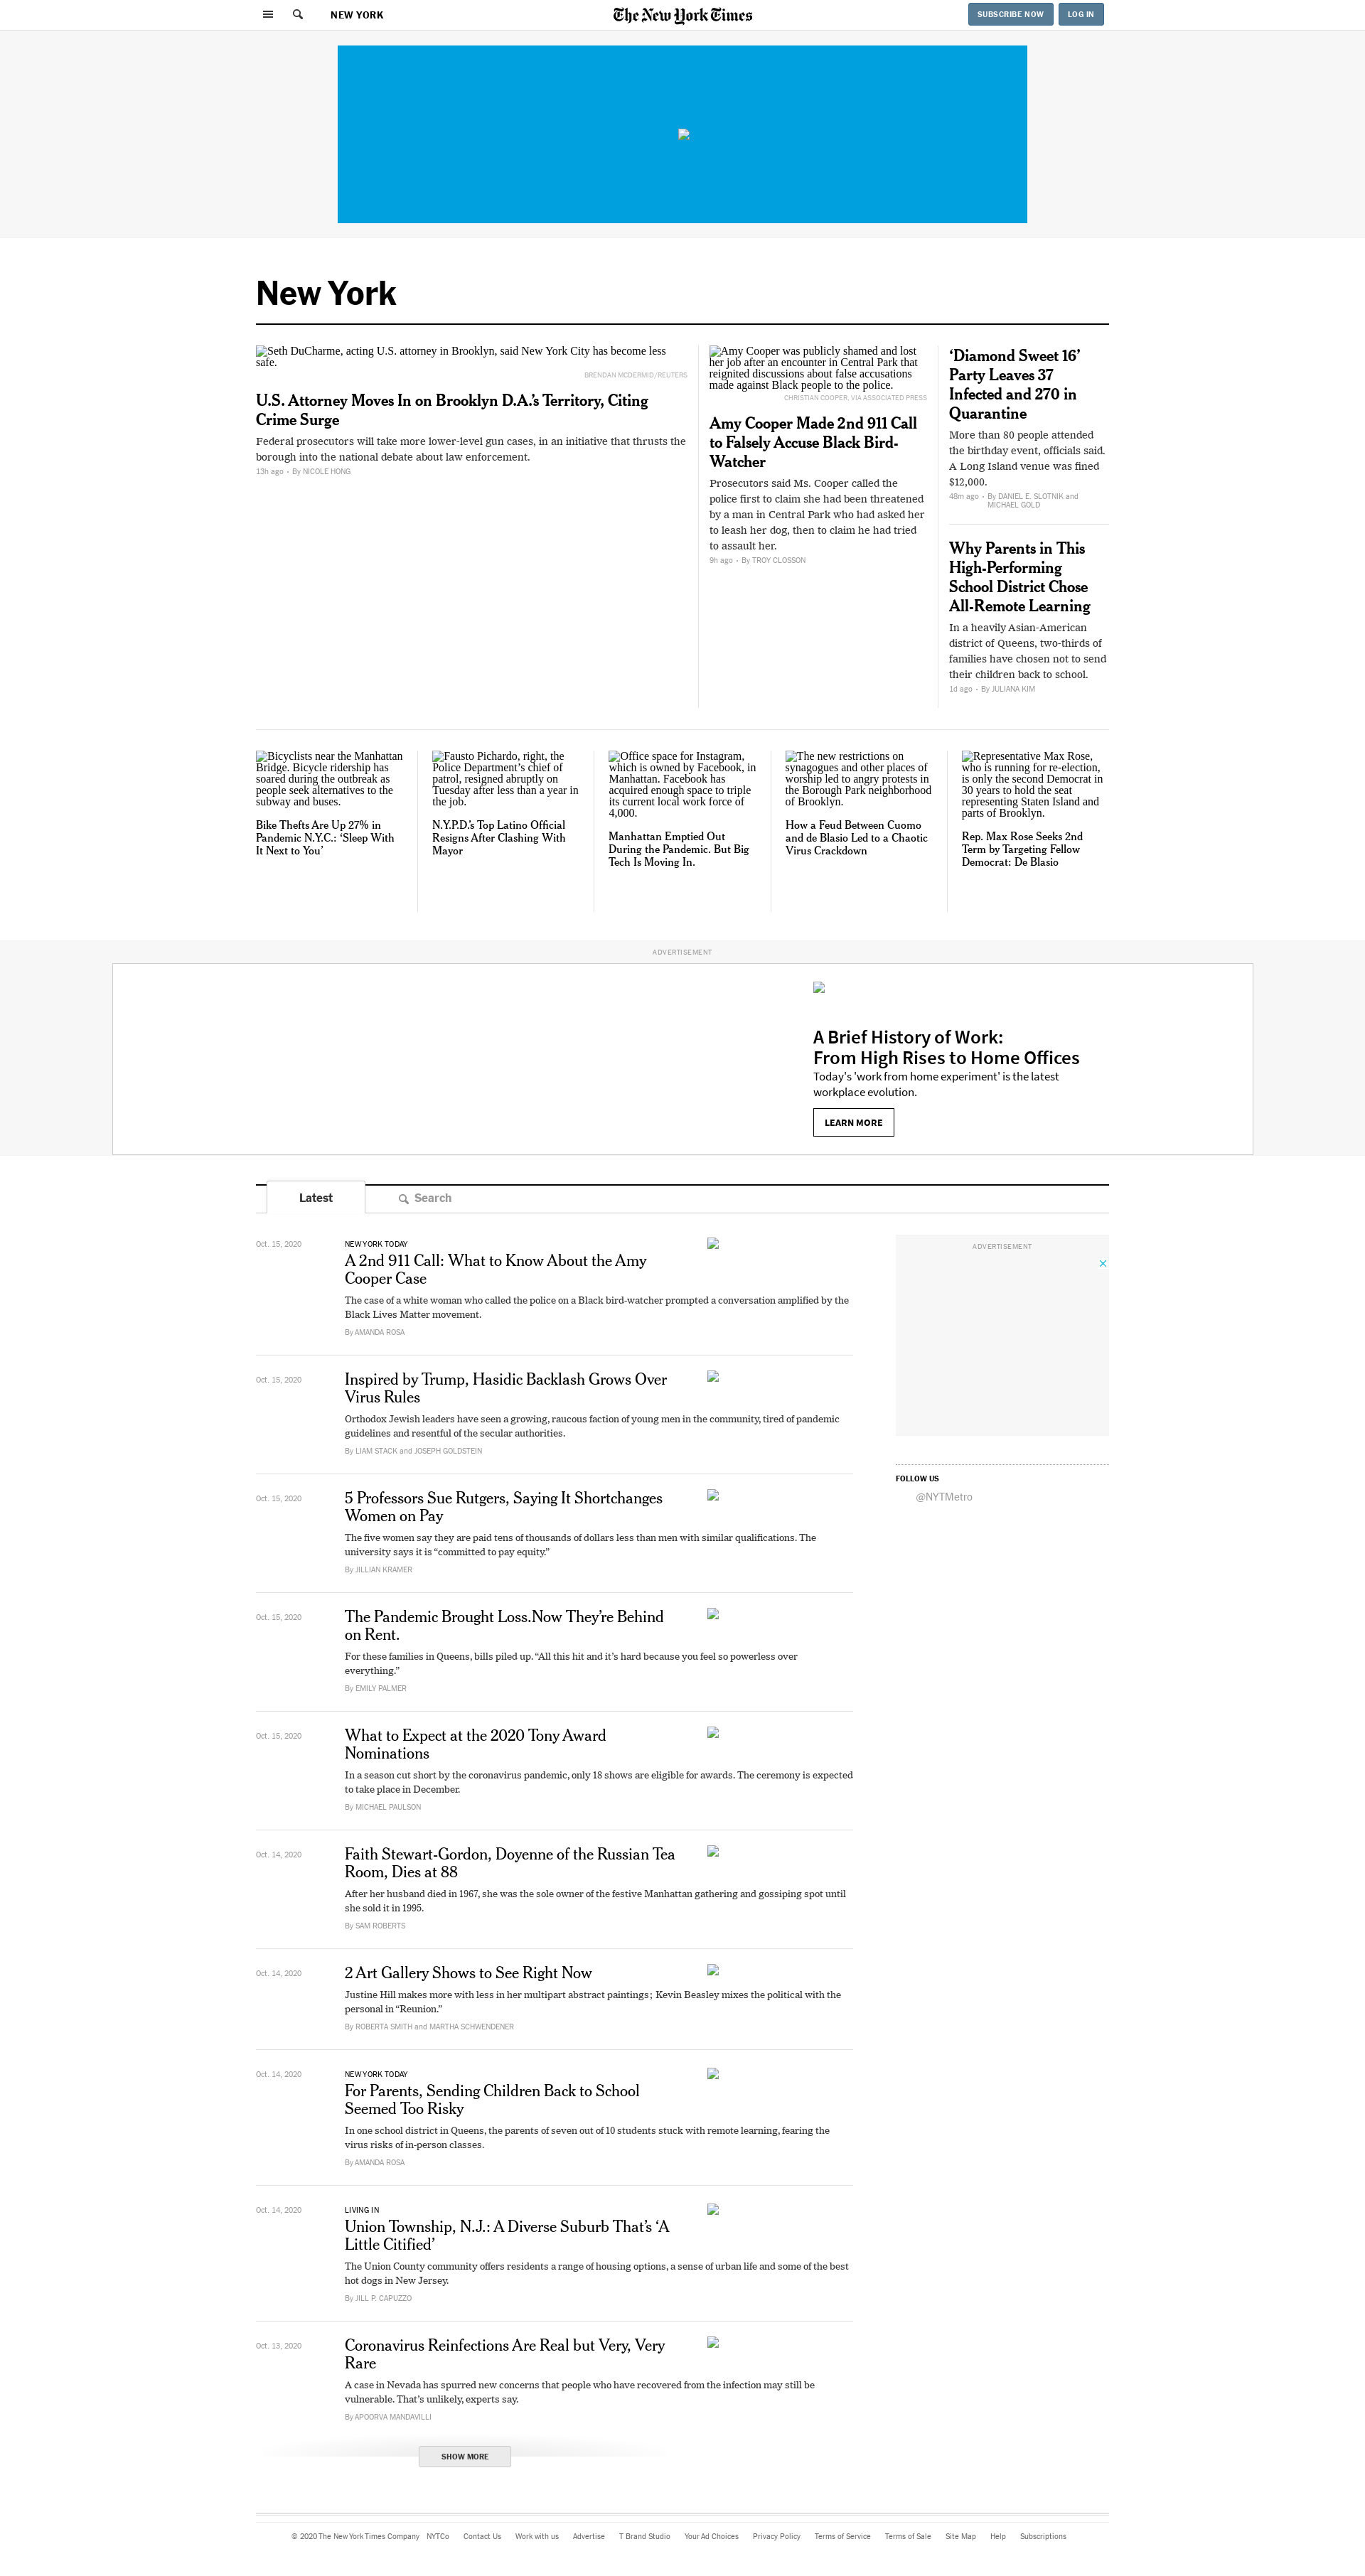 NEW YORK
The New York Times
SUBSCRIBE NOW
LOG IN
New York
Seth DuCharme, acting U.S. attorney in Brooklyn, said New York City has become less
safe.
BRENDAN MCDERMID/REUTERS
U.S. Attorney Moves In on Brooklyn D.A.’s Territory, Citing
Crime Surge
Federal prosecutors will take more lower-level gun cases, in an initiative that thrusts the
borough into the national debate about law enforcement.
13h ago • By NICOLE HONG
Amy Cooper was publicly shamed and lost
her job after an encounter in Central Park that
reignited discussions about false accusations
made against Black people to the police.
CHRISTIAN COOPER, VIA ASSOCIATED PRESS
Amy Cooper Made 2nd 911 Call
to Falsely Accuse Black Bird-
Watcher
Prosecutors said Ms. Cooper called the
police first to claim she had been threatened
by a man in Central Park who had asked her
to leash her dog, then to claim he had tried
to assault her.
9h ago • By TROY CLOSSON
‘Diamond Sweet 16’
Party Leaves 37
Infected and 270 in
Quarantine
More than 80 people attended
the birthday event, officials said.
A Long Island venue was fined
$12,000.
48m ago • By DANIEL E. SLOTNIK and
MICHAEL GOLD
Why Parents in This
High-Performing
School District Chose
All-Remote Learning
In a heavily Asian-American
district of Queens, two-thirds of
families have chosen not to send
their children back to school.
1d ago • By JULIANA KIM
Bicyclists near the Manhattan
Bridge. Bicycle ridership has
soared during the outbreak as
people seek alternatives to the
subway and buses.
Bike Thefts Are Up 27% in
Pandemic N.Y.C.: ‘Sleep With
It Next to You’
Fausto Pichardo, right, the
Police Department’s chief of
patrol, resigned abruptly on
Tuesday after less than a year in
the job.
N.Y.P.D.’s Top Latino Official
Resigns After Clashing With
Mayor
Office space for Instagram,
which is owned by Facebook, in
Manhattan. Facebook has
acquired enough space to triple
its current local work force of
4,000.
Manhattan Emptied Out
During the Pandemic. But Big
Tech Is Moving In.
The new restrictions on
synagogues and other places of
worship led to angry protests in
the Borough Park neighborhood
of Brooklyn.
How a Feud Between Cuomo
and de Blasio Led to a Chaotic
Virus Crackdown
Representative Max Rose,
who is running for re-election,
is only the second Democrat in
30 years to hold the seat
representing Staten Island and
parts of Brooklyn.
Rep. Max Rose Seeks 2nd
Term by Targeting Fellow
Democrat: De Blasio
ADVERTISEMENT
A Brief History of Work:
From High Rises to Home Offices
Today's 'work from home experiment' is the latest
workplace evolution.
LEARN MORE
Latest
Search
Oct. 15, 2020
NEW YORK TODAY
A 2nd 911 Call: What to Know About the Amy
Cooper Case
The case of a white woman who called the police on a Black bird-watcher prompted a conversation amplified by the
Black Lives Matter movement.
By AMANDA ROSA
ADVERTISEMENT
Oct. 15, 2020
Inspired by Trump, Hasidic Backlash Grows Over
Virus Rules
Orthodox Jewish leaders have seen a growing, raucous faction of young men in the community, tired of pandemic
guidelines and resentful of the secular authorities.
By LIAM STACK and JOSEPH GOLDSTEIN
FOLLOW US
@NYTMetro
Oct. 15, 2020
5 Professors Sue Rutgers, Saying It Shortchanges
Women on Pay
The five women say they are paid tens of thousands of dollars less than men with similar qualifications. The
university says it is “committed to pay equity.”
By JILLIAN KRAMER
Oct. 15, 2020
The Pandemic Brought Loss.Now They’re Behind
on Rent.
For these families in Queens, bills piled up. “All this hit and it’s hard because you feel so powerless over
everything.”
By EMILY PALMER
Oct. 15, 2020
What to Expect at the 2020 Tony Award
Nominations
In a season cut short by the coronavirus pandemic, only 18 shows are eligible for awards. The ceremony is expected
to take place in December.
By MICHAEL PAULSON
Oct. 14, 2020
Faith Stewart-Gordon, Doyenne of the Russian Tea
Room, Dies at 88
After her husband died in 1967, she was the sole owner of the festive Manhattan gathering and gossiping spot until
she sold it in 1995.
By SAM ROBERTS
Oct. 14, 2020
2 Art Gallery Shows to See Right Now
Justine Hill makes more with less in her multipart abstract paintings; Kevin Beasley mixes the political with the
personal in “Reunion.”
By ROBERTA SMITH and MARTHA SCHWENDENER
Oct. 14, 2020
NEW YORK TODAY
For Parents, Sending Children Back to School
Seemed Too Risky
In one school district in Queens, the parents of seven out of 10 students stuck with remote learning, fearing the
virus risks of in-person classes.
By AMANDA ROSA
Oct. 14, 2020
LIVING IN
Union Township, N.J.: A Diverse Suburb That’s ‘A
Little Citified’
The Union County community offers residents a range of housing options, a sense of urban life and some of the best
hot dogs in New Jersey.
By JILL P. CAPUZZO
Oct. 13, 2020
Coronavirus Reinfections Are Real but Very, Very
Rare
A case in Nevada has spurred new concerns that people who have recovered from the infection may still be
vulnerable. That’s unlikely, experts say.
By APOORVA MANDAVILLI
SHOW MORE
© 2020 The New York Times Company NYTCo Contact Us Work with us Advertise T Brand Studio Your Ad Choices Privacy Policy Terms of Service Terms of Sale Site Map Help Subscriptions